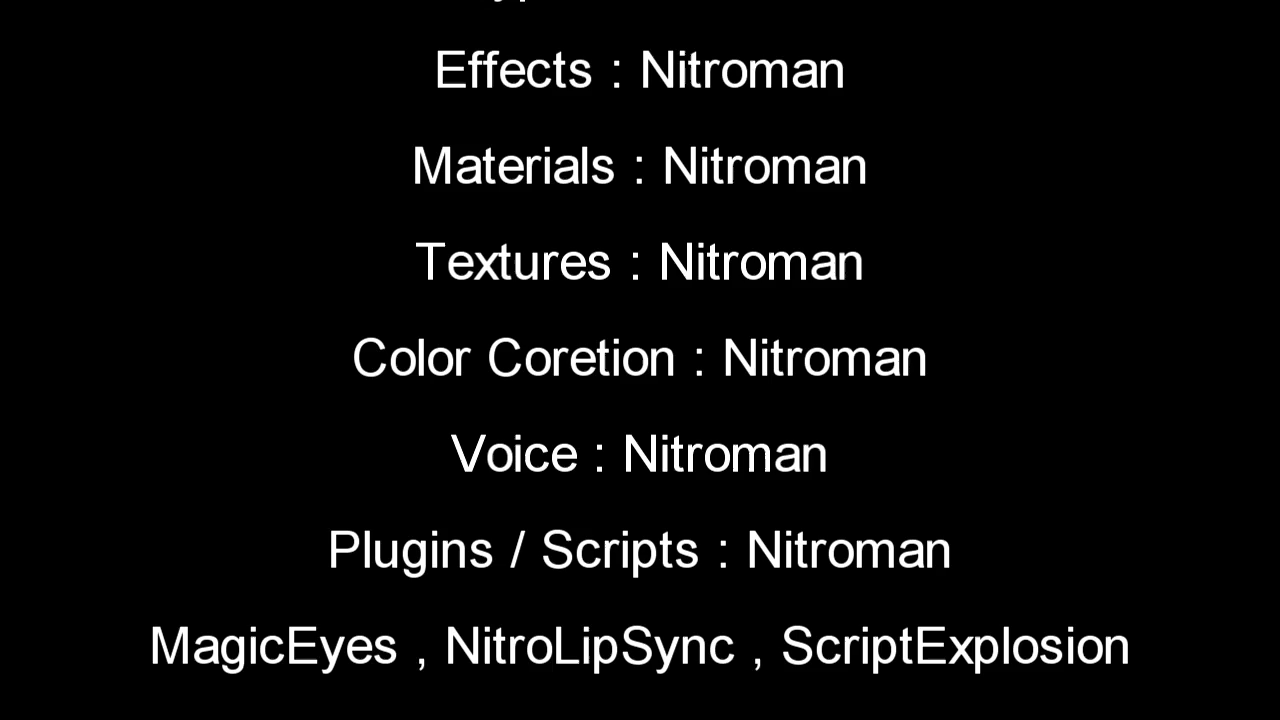 Effects : Nitroman
Materials : Nitroman
Textures : Nitroman
Color Coretion : Nitroman
Voice : Nitroman
Plugins / Scripts : Nitroman
MagicEyes , NitroLipSync , ScriptExplosion